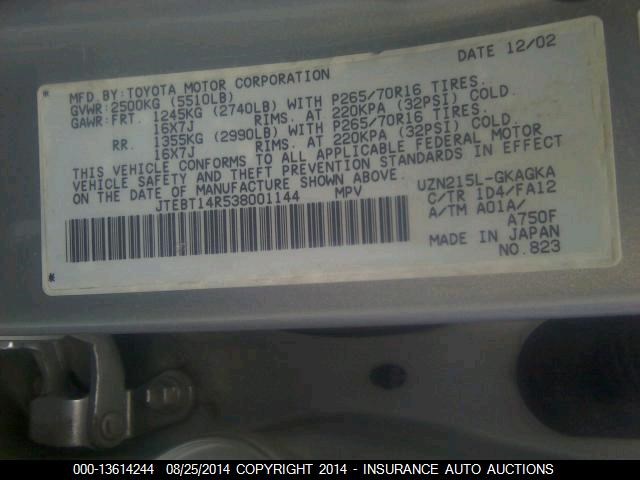 DATE 12/02
MFD.BY:TOYOTA MOTOR CORPORATION
GVWR:2500KG (5510LB)
GAWR:FRT. 1245KG (2740LB) WITH P265/70R16 TIRES.
16X7J RIMS. AT 220KPA (32PSI) COLD.
RR. 1355KG (2990LB) WITH P265/70R16 TIRES.
16X7J RIMS. AT 220KPA (32PSI) COLD.
THIS VEHICLE CONFORMS TO ALL APPLICABLE FEDERAL MOTOR
VEHICLE SAFETY AND THEFT PREVENTION STANDARDS IN EFFECT
ON THE DATE OF MANUFACTURE SHOWN ABOVE.
JTEBT14R538001144 MPV
UZN215L-GKAGKA
C/TR 1D4/FA12
A/TM A01A/
A750F
MADE IN JAPAN
NO.823
000-13614244 08/25/2014 COPYRIGHT 2014 - INSURANCE AUTO AUCTIONS